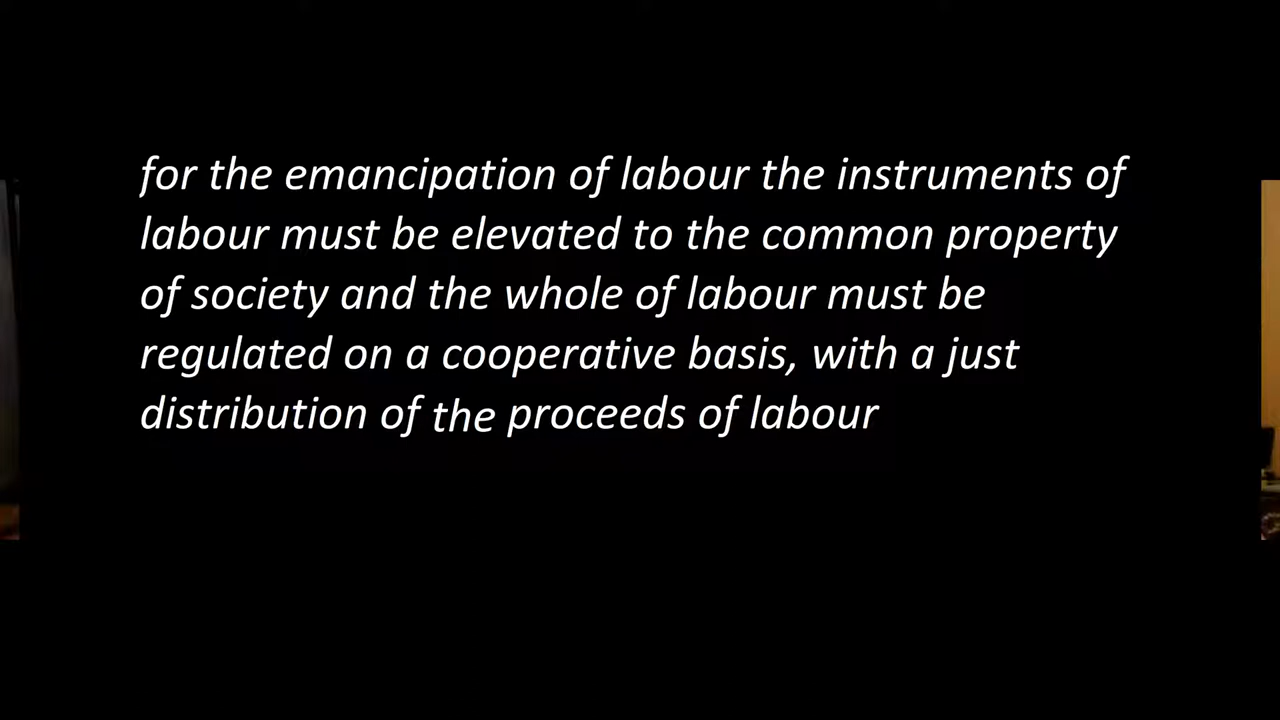 for the emancipation of labour the instruments of
labour must be elevated to the common property
of society and the whole of labour must be
regulated on a cooperative basis, with a just
distribution of the proceeds of labour